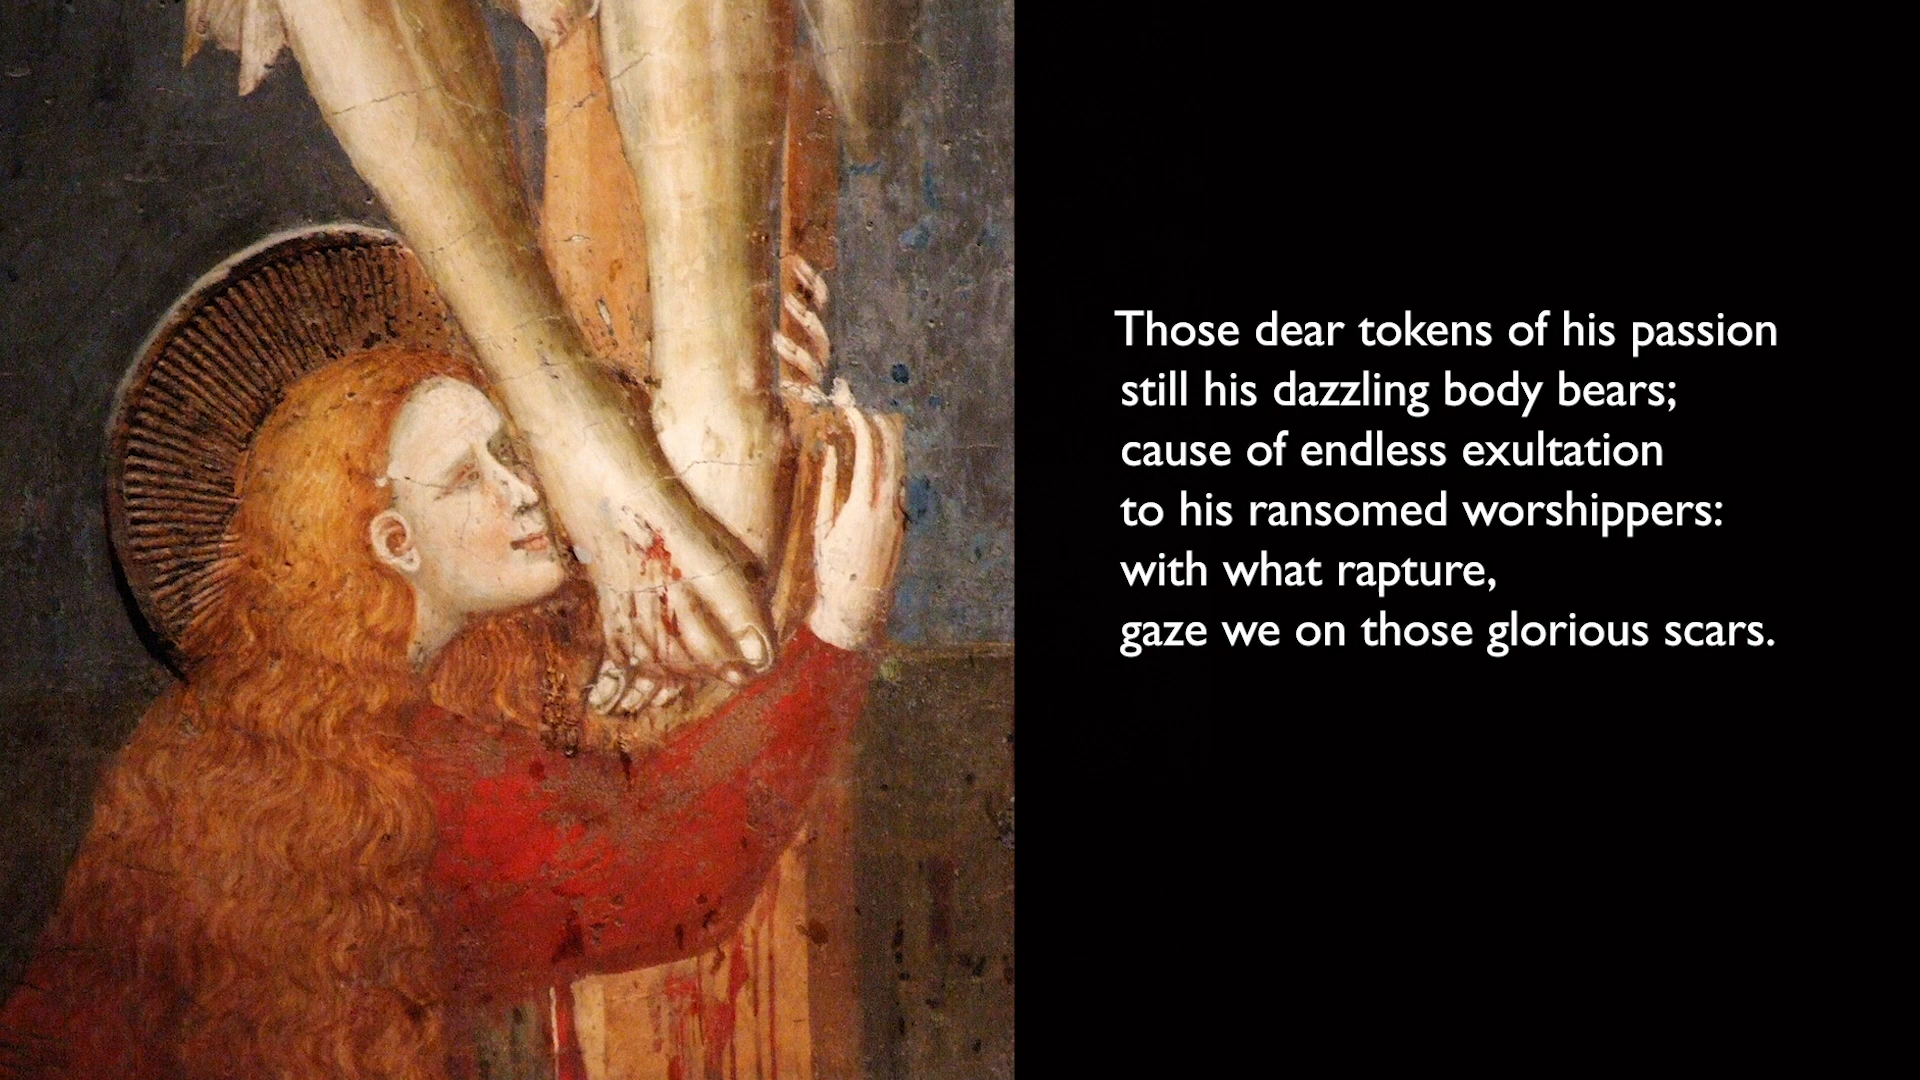 Those dear tokens of his passion
still his dazzling body bears;
cause of endless exultation
to his ransomed worshippers:
with what rapture,
gaze we on those glorious scars.